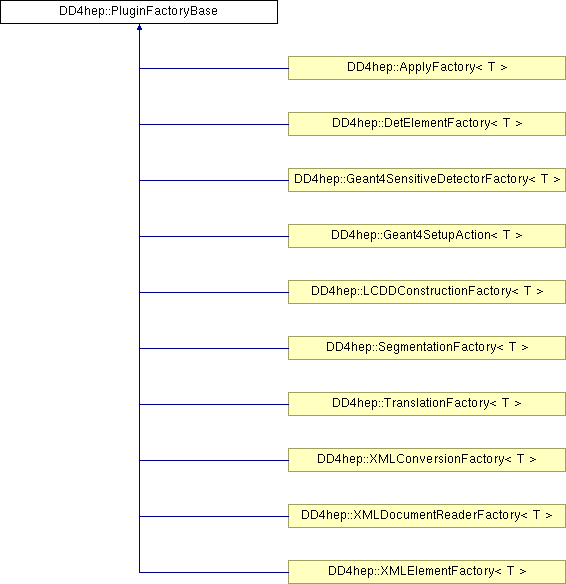 DD4hep::PluginFactoryBase
DD4hep::ApplyFactory< T >
DD4hep::DetElementFactory< T >
DD4hep::Geant4SensitiveDetectorFactory< T >
DD4hep::Geant4SetupAction< T >
DD4hep::LCDDConstructionFactory< T >
DD4hep::SegmentationFactory< T >
DD4hep::TranslationFactory< T >
DD4hep::XMLConversionFactory< T >
DD4hep::XMLDocumentReaderFactory< T >
DD4hep::XMLElementFactory< T >